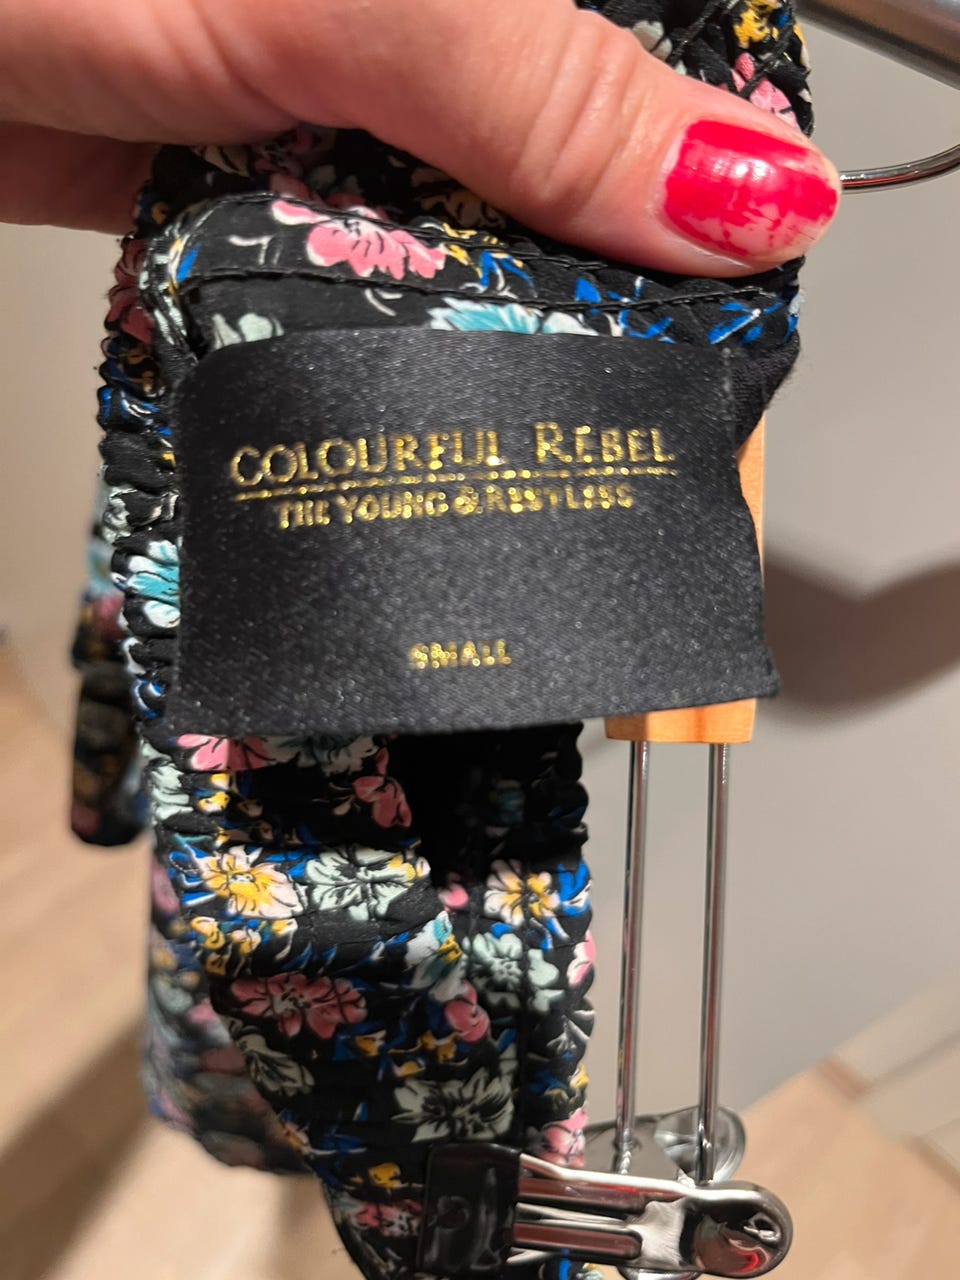 COLOURFUL REBEL
THE YOUNG & RESTLESS
SMALL